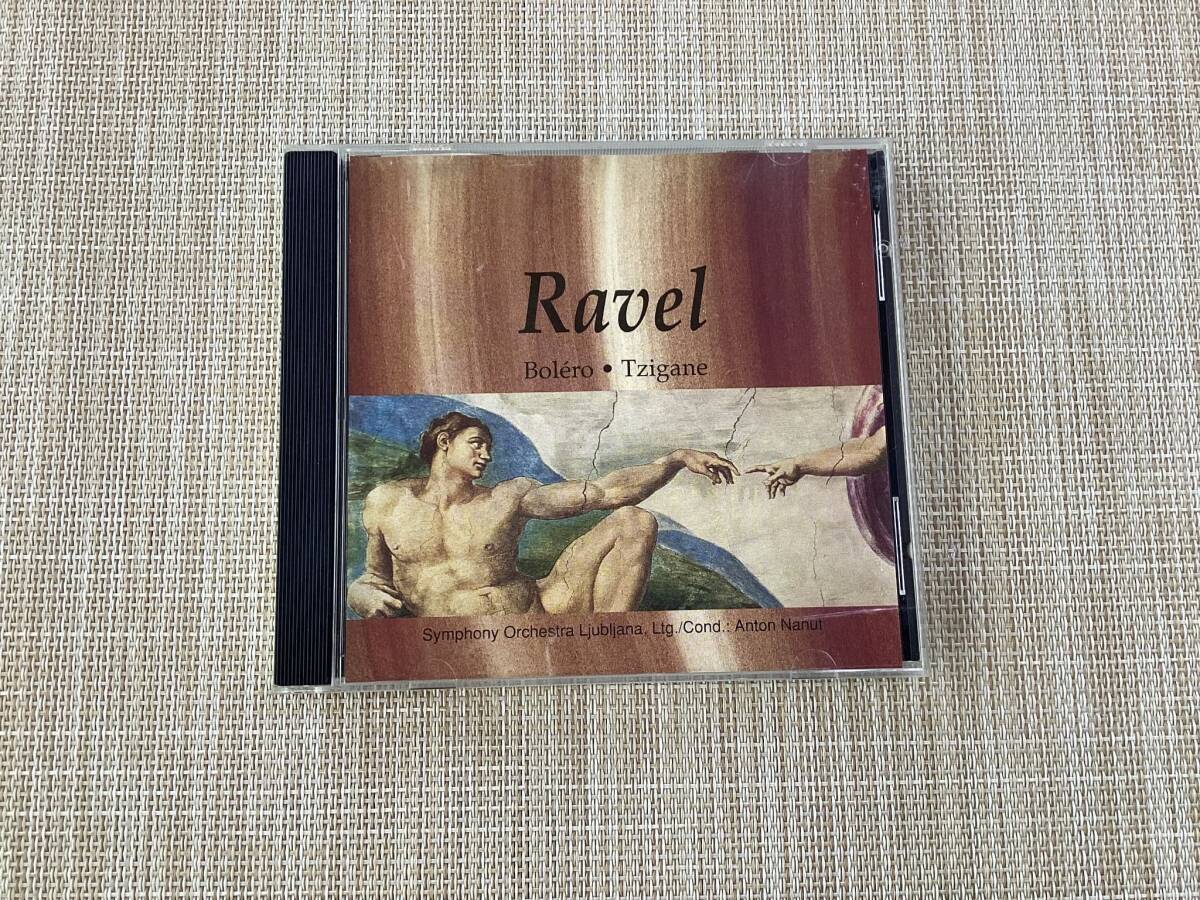 Ravel
Boléro • Tzigane
Symphony Orchestra Ljubljana, Ltg./Cond.: Anton Nanut